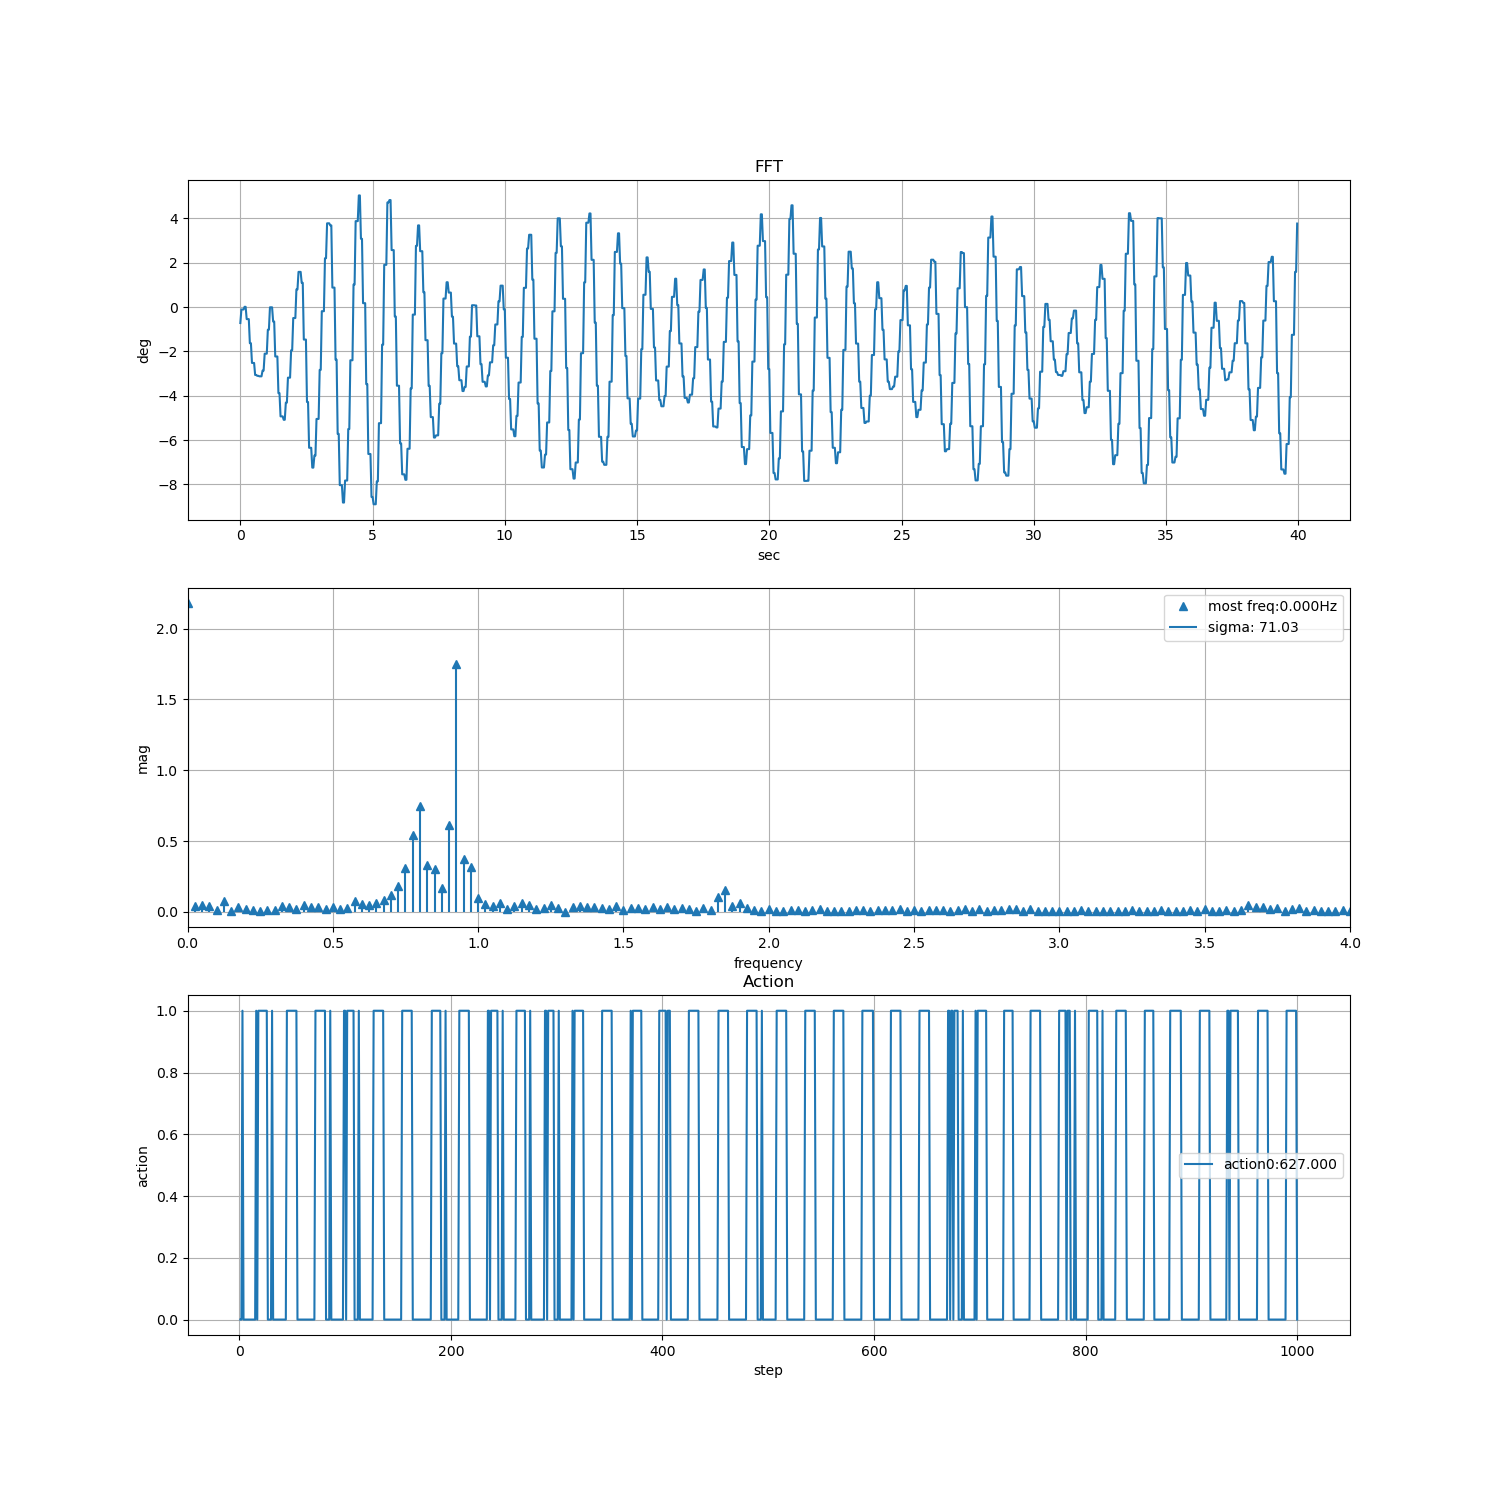 FFT
4
2
0
−2
−4
−6
−8
deg
0 5 10 15 20 25 30 35 40
sec
most freq:0.000Hz
sigma: 71.03
2.0
1.5
1.0
0.5
0.0
mag
0.0 0.5 1.0 1.5 2.0 2.5 3.0 3.5 4.0
frequency
Action
1.0
0.8
0.6
0.4
0.2
0.0
action
action0:627.000
0 200 400 600 800 1000
step